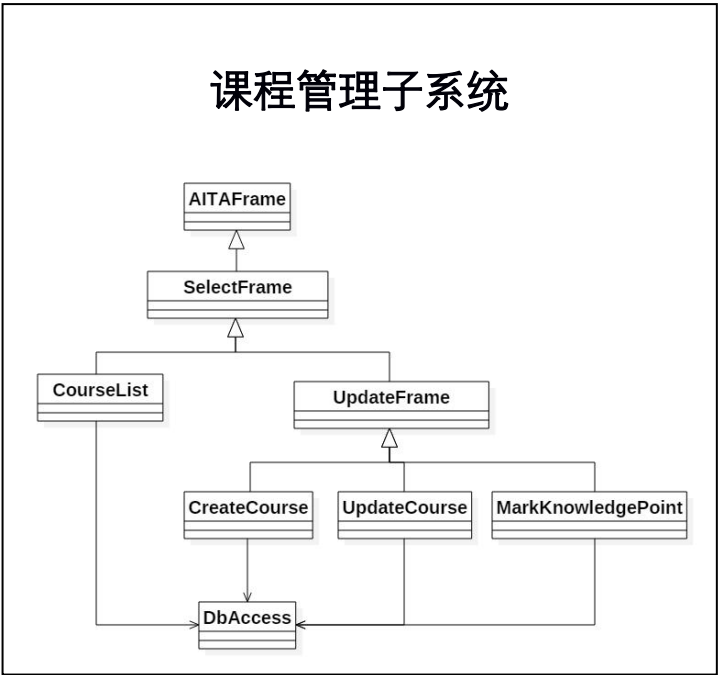 课程管理子系统
AITAFrame
SelectFrame
CourseList
UpdateFrame
CreateCourse
UpdateCourse
MarkKnowledgePoint
DbAccess